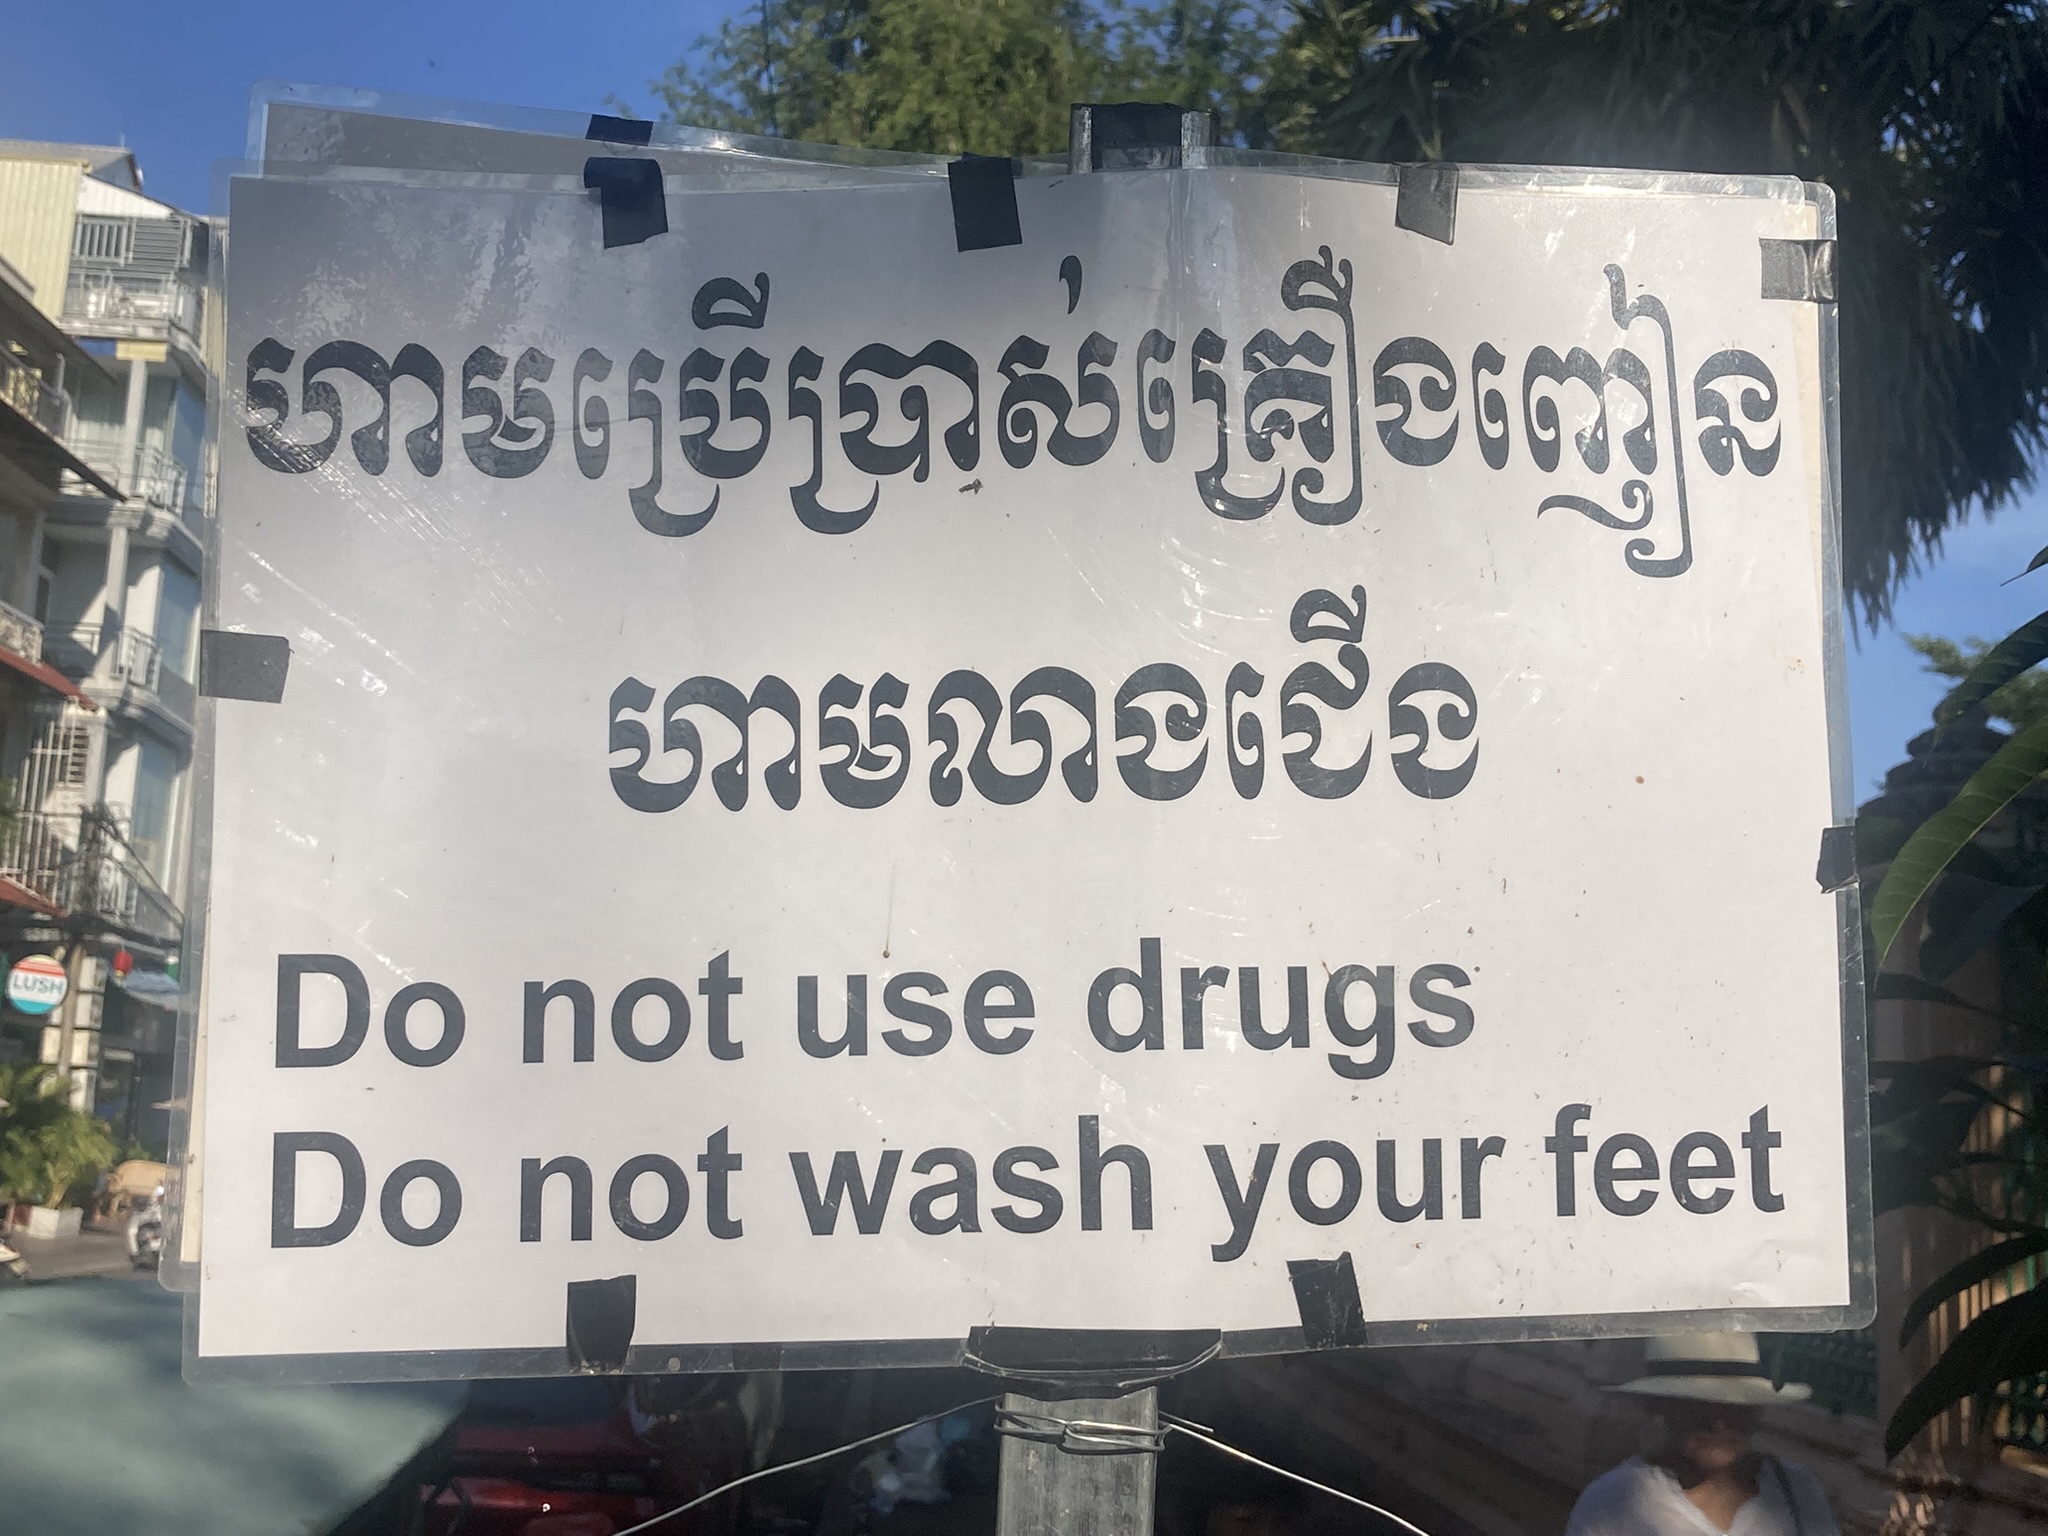 ហាមប្រើប្រាស់គ្រឿងញៀន
ហាមលាងជើង
Do not use drugs
Do not wash your feet
LUSH